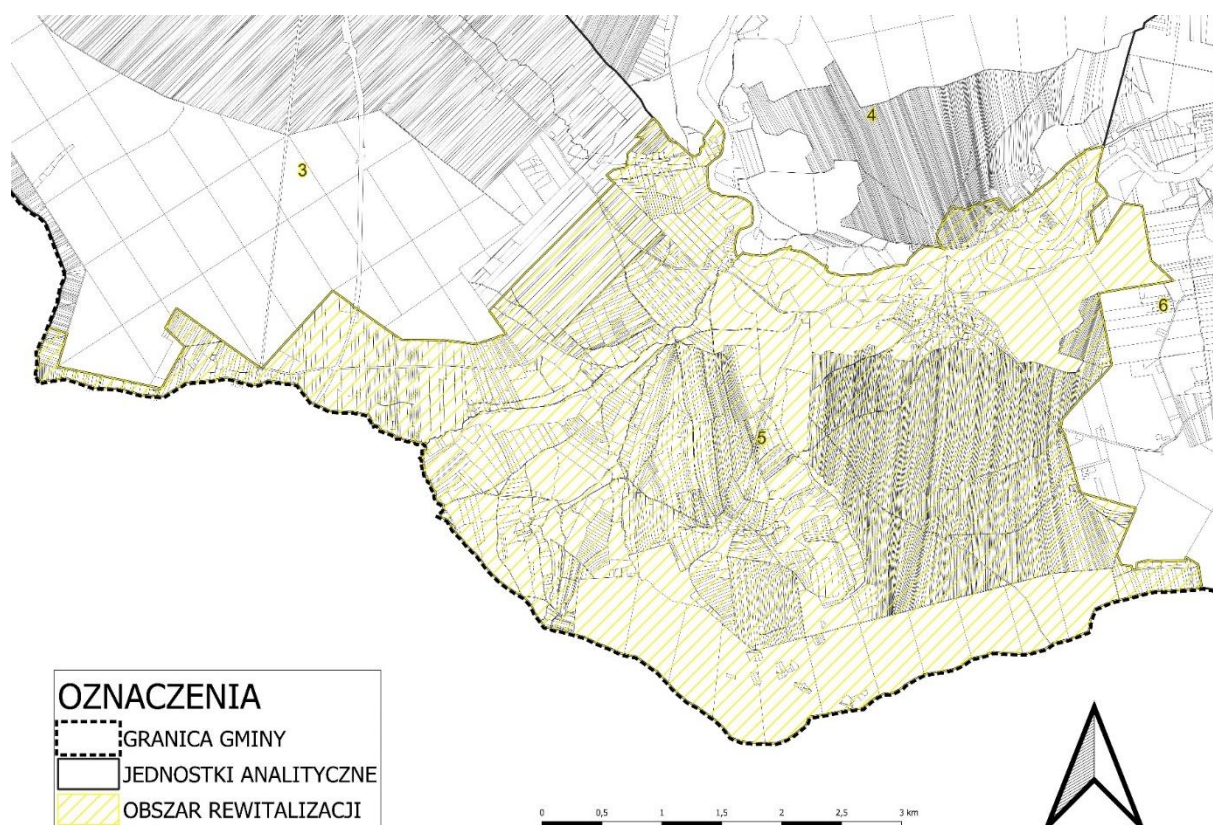 4
3
6
5
OZNACZENIA
GRANICA GMINY
JEDNOSTKI ANALITYCZNE
OBSZAR REWITALIZACJI
0 0,5 1 1,5 2 2,5 3 km